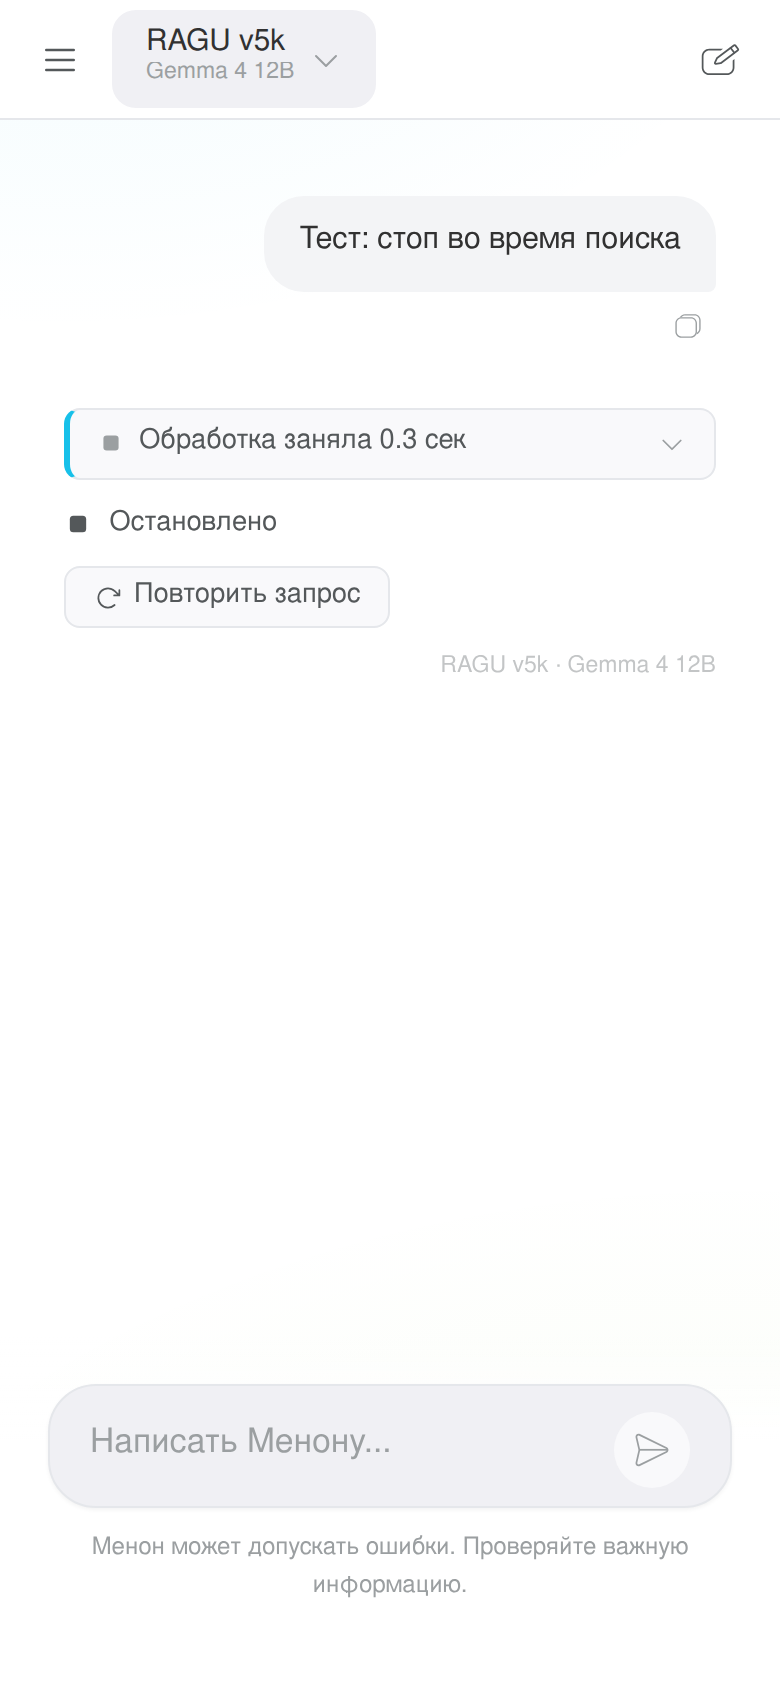 RAGU v5k
Gemma 4 12B
Тест: стоп во время поиска
Обработка заняла 0.3 сек
Остановлено
Повторить запрос
RAGU v5k · Gemma 4 12B
Написать Менону...
Менон может допускать ошибки. Проверяйте важную
информацию.